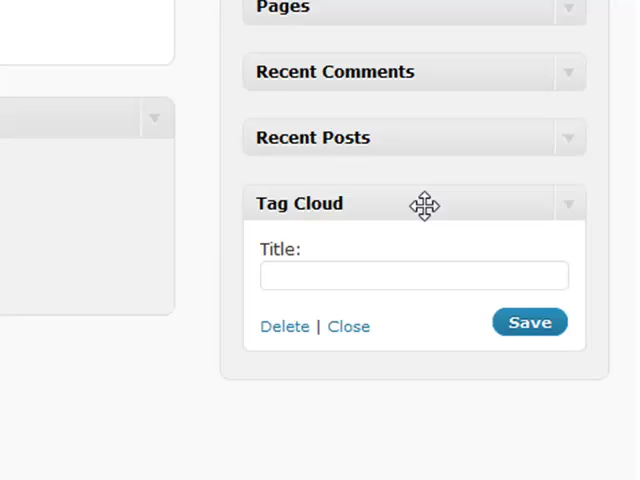 Pages
Recent Comments
Recent Posts
Tag Cloud
Title:
Delete | Close
Save